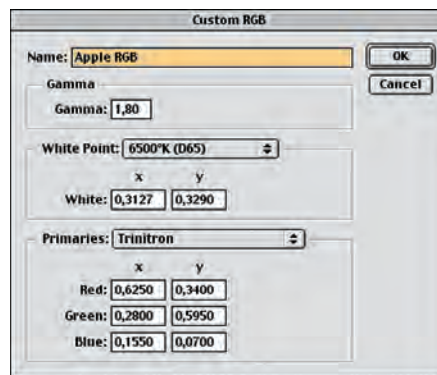 Custom RGB
Name: Apple RGB
OK
Cancel
Gamma
Gamma: 1,80
White Point: 6500°K (D65)
x y
White: 0,3127 0,3290
Primaries: Trinitron
x y
Red: 0,6250 0,3400
Green: 0,2800 0,5950
Blue: 0,1550 0,0700